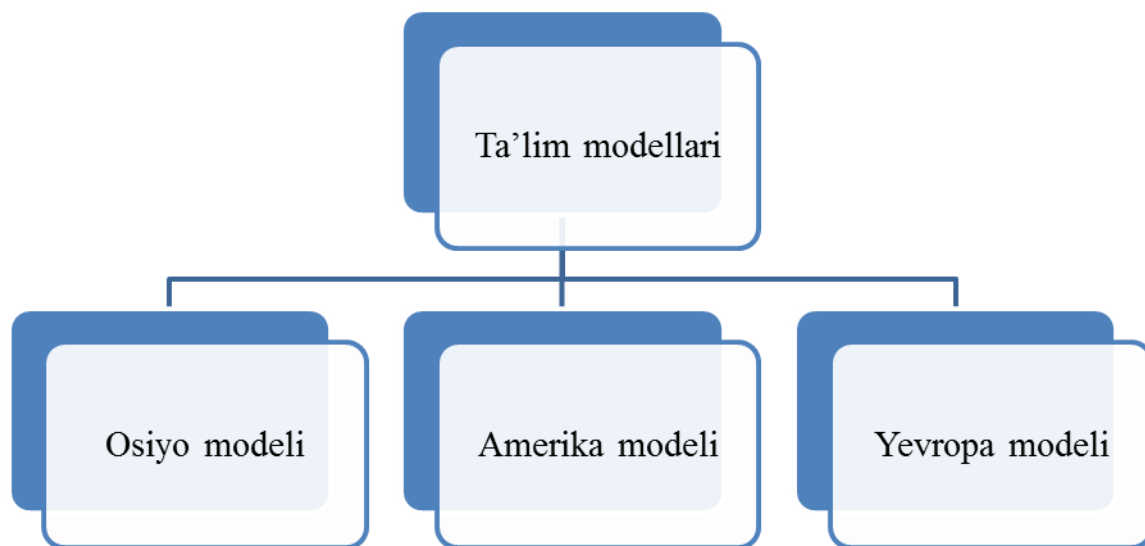 Ta’lim modellari
Osiyo modeli
Amerika modeli
Yevropa modeli